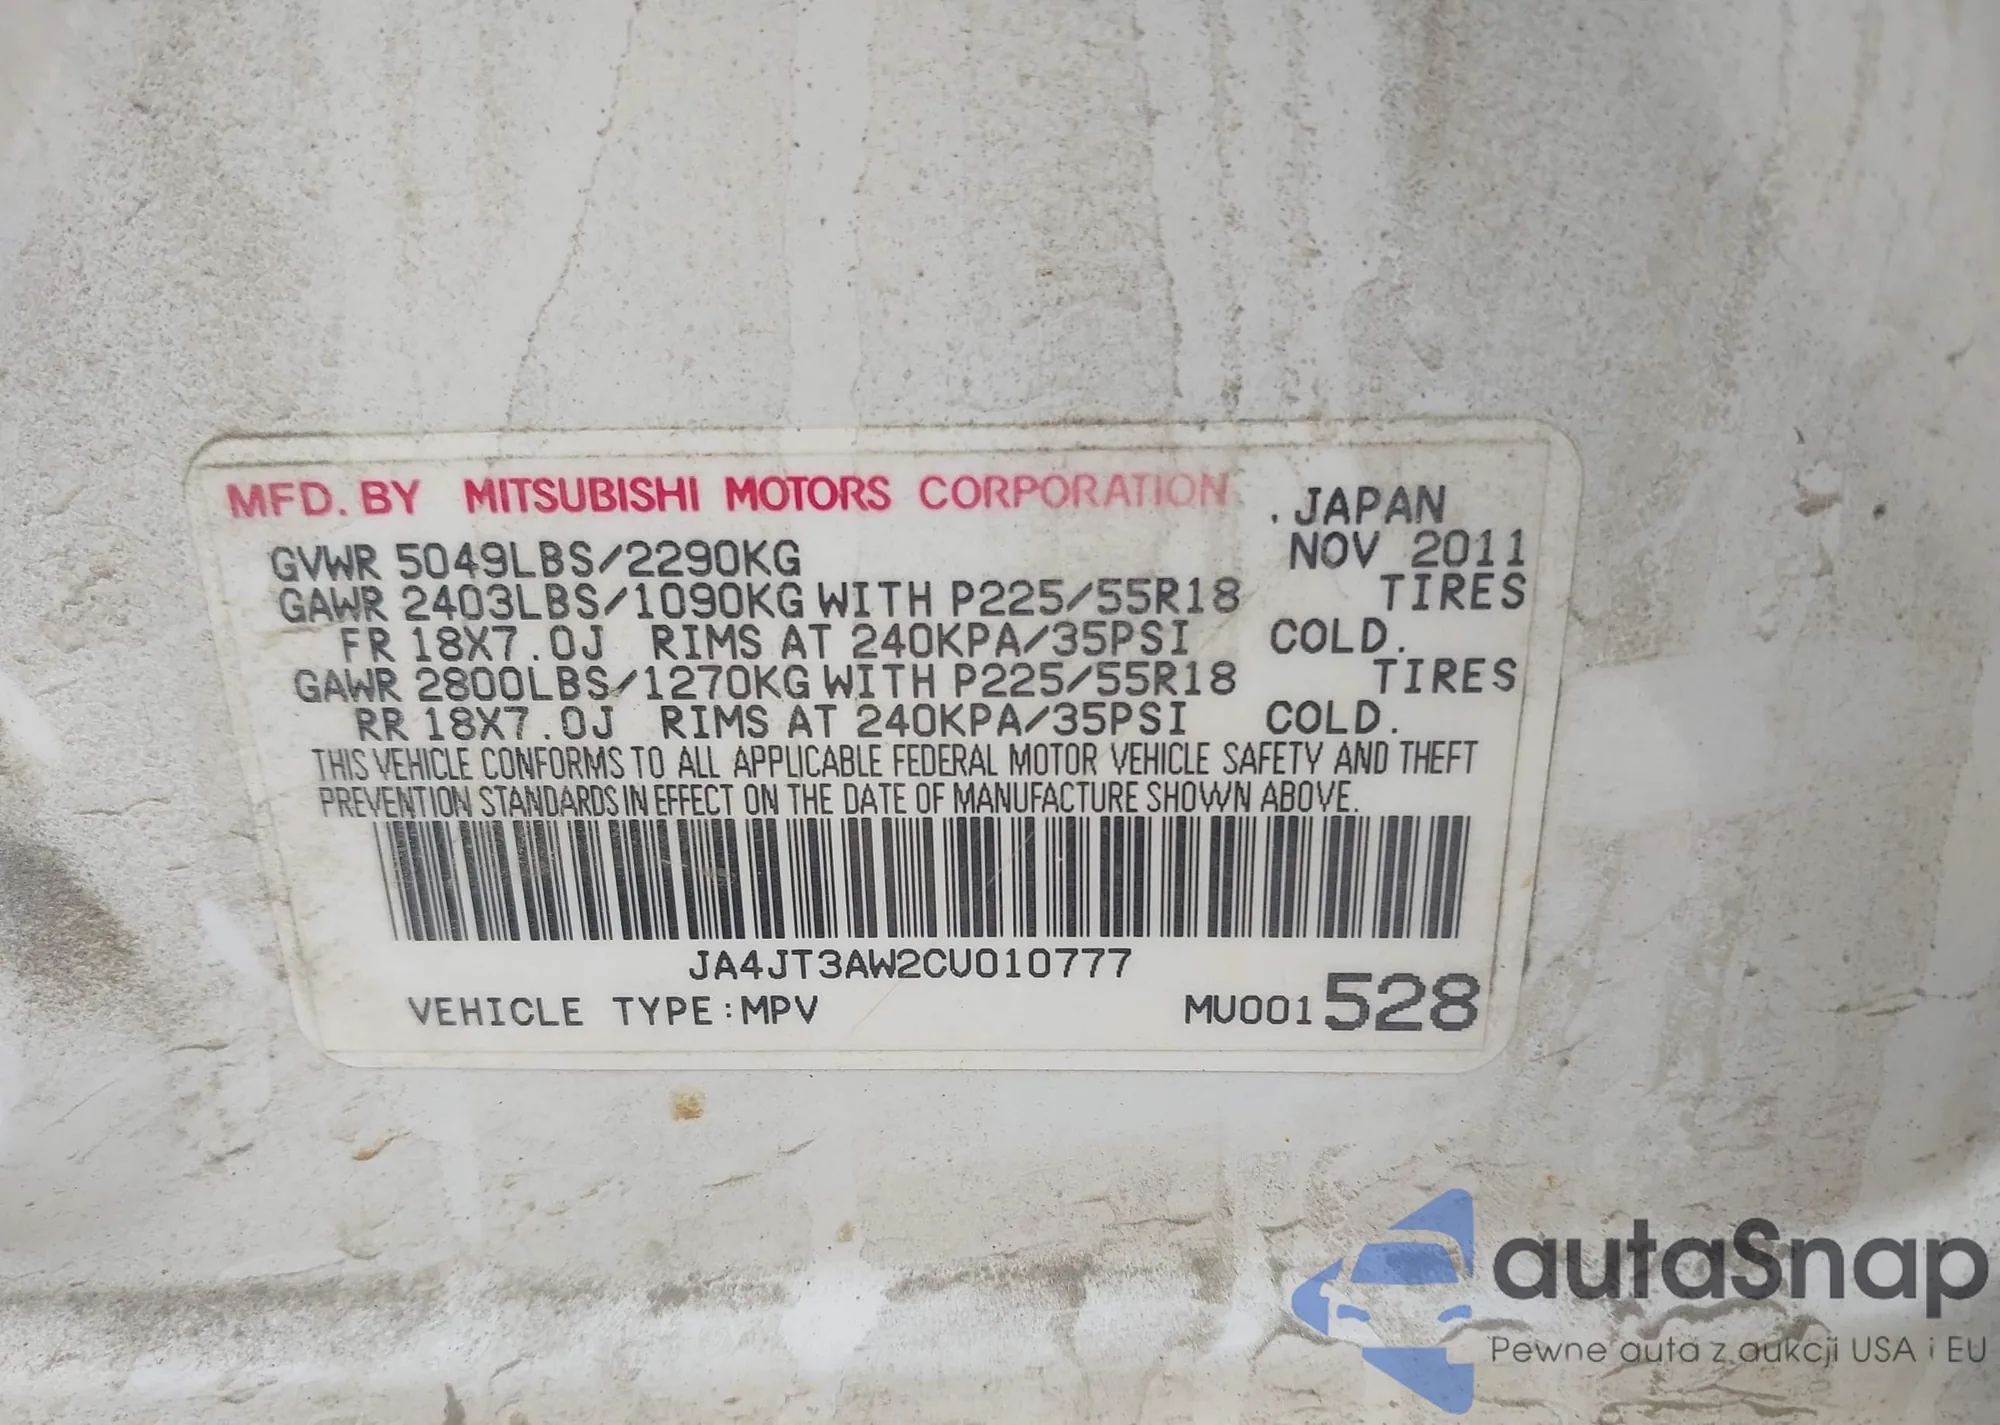 MFD. BY MITSUBISHI MOTORS CORPORATION . JAPAN
GVWR 5049LBS/2290KG NOV 2011
GAWR 2403LBS/1090KG WITH P225/55R18 TIRES
FR 18X7.0J RIMS AT 240KPA/35PSI COLD.
GAWR 2800LBS/1270KG WITH P225/55R18 TIRES
RR 18X7.0J RIMS AT 240KPA/35PSI COLD.
THIS VEHICLE CONFORMS TO ALL APPLICABLE FEDERAL MOTOR VEHICLE SAFETY AND THEFT
PREVENTION STANDARDS IN EFFECT ON THE DATE OF MANUFACTURE SHOWN ABOVE.
JA4JT3AW2CU010777
VEHICLE TYPE:MPV MU001528
autaSnap
Pewne auta z aukcji USA i EU